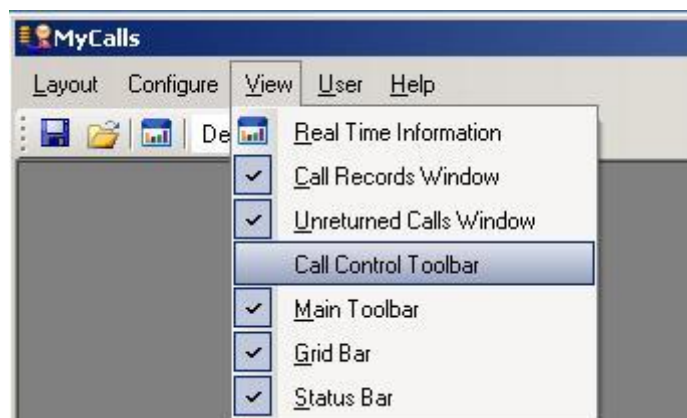 MyCalls
Layout Configure View User Help
De
Real Time Information
Call Records Window
Unreturned Calls Window
Call Control Toolbar
Main Toolbar
Grid Bar
Status Bar